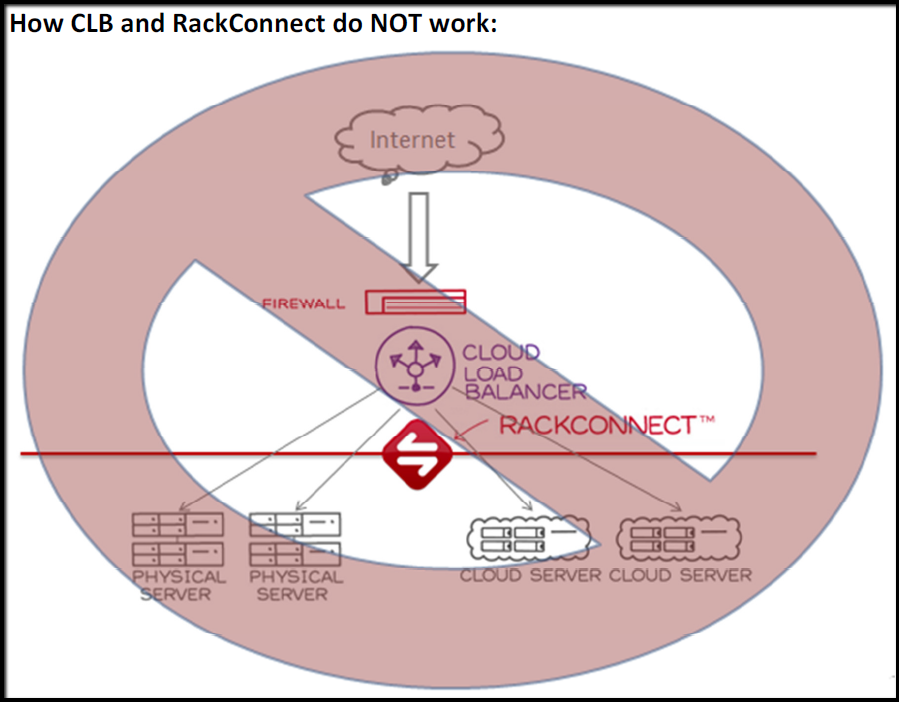 How CLB and RackConnect do NOT work:
Internet
FIREWALL
CLOUD
LOAD
BALANCER
RACKCONNECT™
PHYSICAL
SERVER
PHYSICAL
SERVER
CLOUD SERVER
CLOUD SERVER